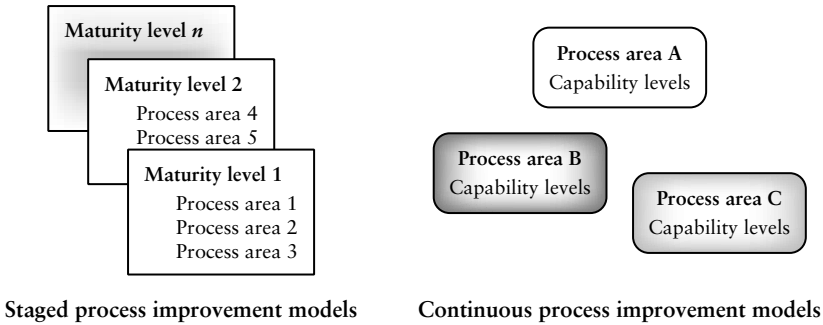 Maturity level n
Maturity level 2
Process area 4
Process area 5
Maturity level 1
Process area 1
Process area 2
Process area 3
Staged process improvement models
Process area A
Capability levels
Process area B
Capability levels
Process area C
Capability levels
Continuous process improvement models